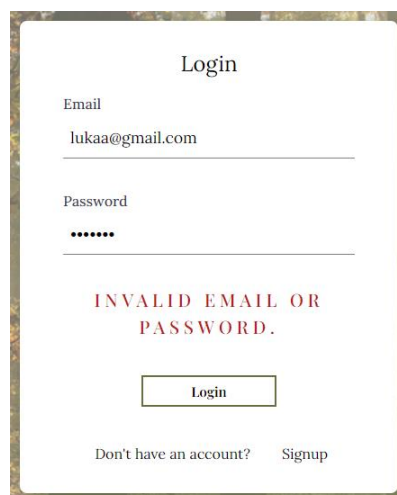 Login
Email
lukaa@gmail.com
Password
•••••••
INVALID EMAIL OR
PASSWORD.
Login
Don't have an account? Signup